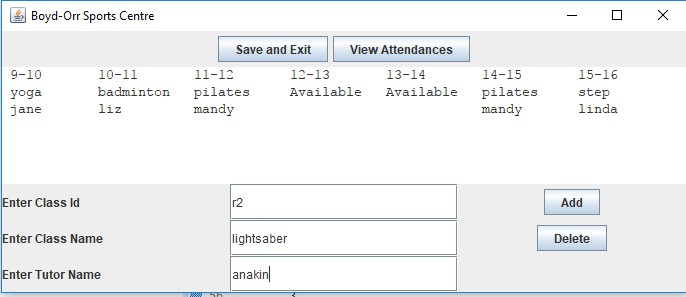 Boyd-Orr Sports Centre
Save and Exit View Attendances
9-10 10-11 11-12 12-13 13-14 14-15 15-16
yoga badminton pilates Available Available pilates step
jane liz mandy mandy linda
Enter Class Id r2 Add
Enter Class Name lightsaber Delete
Enter Tutor Name anakin